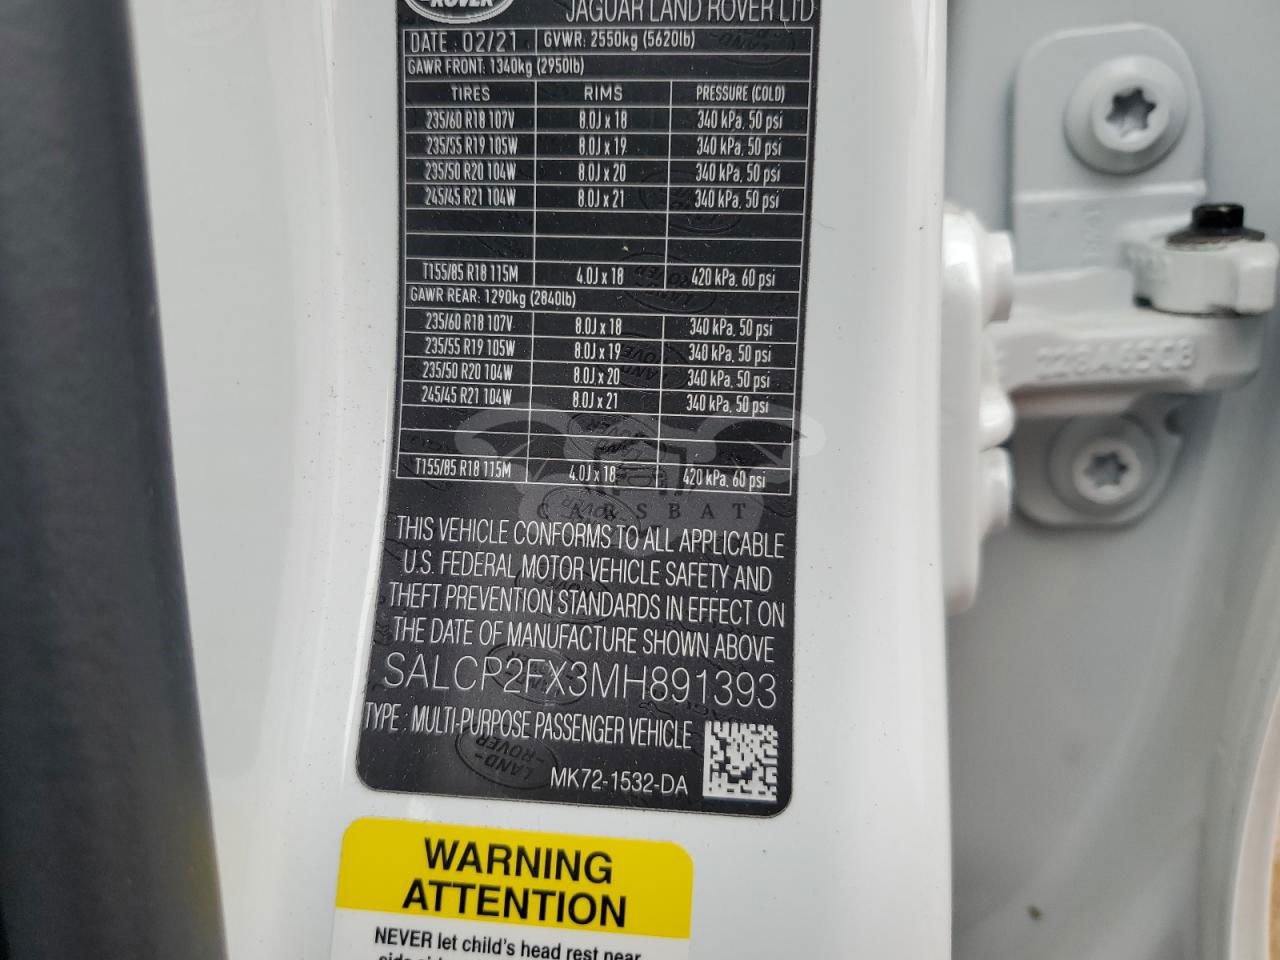 ROVER
JAGUAR LAND ROVER LTD
DATE : 02/21 GVWR: 2550kg (5620lb)
GAWR FRONT: 1340kg (2950lb)
TIRES RIMS PRESSURE (COLD)
235/60 R18 107V 8.0J x 18 340 kPa, 50 psi
235/55 R19 105W 8.0J x 19 340 kPa, 50 psi
235/50 R20 104W 8.0J x 20 340 kPa, 50 psi
245/45 R21 104W 8.0J x 21 340 kPa, 50 psi
T155/85 R18 115M 4.0J x 18 420 kPa, 60 psi
GAWR REAR: 1290kg (2840lb)
235/60 R18 107V 8.0J x 18 340 kPa, 50 psi
235/55 R19 105W 8.0J x 19 340 kPa, 50 psi
235/50 R20 104W 8.0J x 20 340 kPa, 50 psi
245/45 R21 104W 8.0J x 21 340 kPa, 50 psi
T155/85 R18 115M 4.0J x 18 420 kPa, 60 psi
CARSBAT
THIS VEHICLE CONFORMS TO ALL APPLICABLE
U.S. FEDERAL MOTOR VEHICLE SAFETY AND
THEFT PREVENTION STANDARDS IN EFFECT ON
THE DATE OF MANUFACTURE SHOWN ABOVE
SALCP2FX3MH891393
TYPE : MULTI-PURPOSE PASSENGER VEHICLE
LAND-
ROVER
MK72-1532-DA
WARNING
ATTENTION
NEVER let child's head rest near